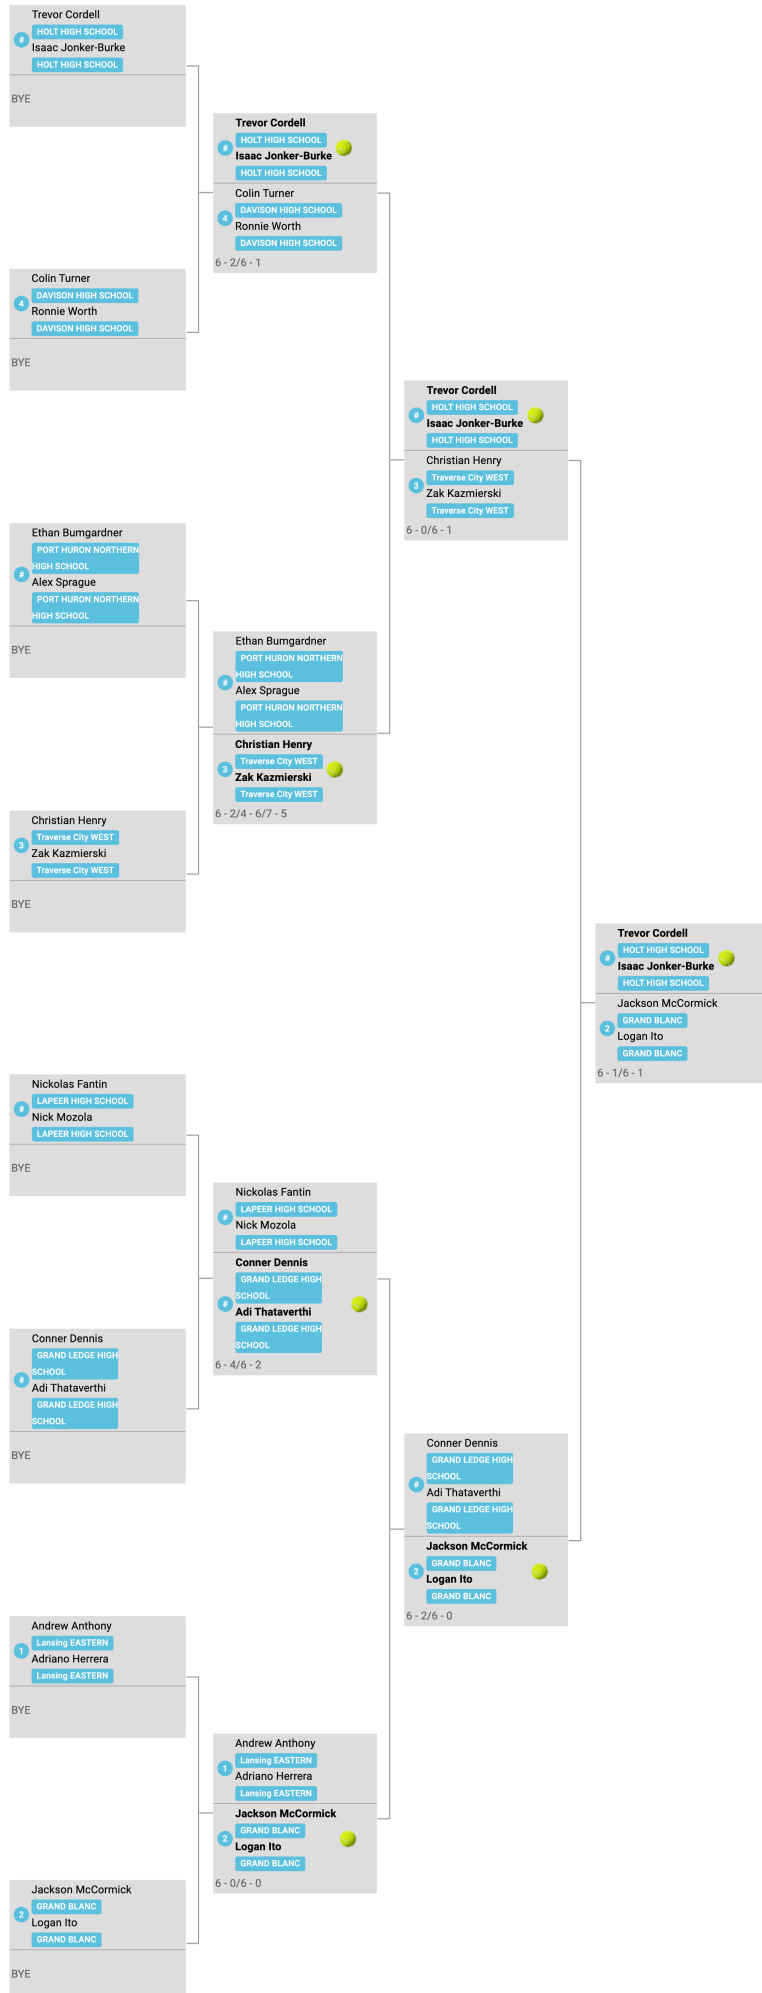 Trevor Cordell
#
HOLT HIGH SCHOOL
Isaac Jonker-Burke
HOLT HIGH SCHOOL
BYE
Trevor Cordell
#
HOLT HIGH SCHOOL
Isaac Jonker-Burke
HOLT HIGH SCHOOL
Colin Turner
4
DAVISON HIGH SCHOOL
Ronnie Worth
DAVISON HIGH SCHOOL
6 - 2/6 - 1
Colin Turner
4
DAVISON HIGH SCHOOL
Ronnie Worth
DAVISON HIGH SCHOOL
BYE
Trevor Cordell
#
HOLT HIGH SCHOOL
Isaac Jonker-Burke
HOLT HIGH SCHOOL
Christian Henry
3
Traverse City WEST
Zak Kazmierski
Traverse City WEST
6 - 0/6 - 1
Ethan Bumgardner
#
PORT HURON NORTHERN
HIGH SCHOOL
Alex Sprague
PORT HURON NORTHERN
HIGH SCHOOL
BYE
Ethan Bumgardner
#
PORT HURON NORTHERN
HIGH SCHOOL
Alex Sprague
PORT HURON NORTHERN
HIGH SCHOOL
Christian Henry
3
Traverse City WEST
Zak Kazmierski
Traverse City WEST
6 - 2/4 - 6/7 - 5
Christian Henry
3
Traverse City WEST
Zak Kazmierski
Traverse City WEST
BYE
Trevor Cordell
#
HOLT HIGH SCHOOL
Isaac Jonker-Burke
HOLT HIGH SCHOOL
Jackson McCormick
2
GRAND BLANC
Logan Ito
GRAND BLANC
6 - 1/6 - 1
Nickolas Fantin
#
LAPEER HIGH SCHOOL
Nick Mozola
LAPEER HIGH SCHOOL
BYE
Nickolas Fantin
#
LAPEER HIGH SCHOOL
Nick Mozola
LAPEER HIGH SCHOOL
Conner Dennis
#
GRAND LEDGE HIGH
SCHOOL
Adi Thataverthi
GRAND LEDGE HIGH
SCHOOL
6 - 4/6 - 2
Conner Dennis
#
GRAND LEDGE HIGH
SCHOOL
Adi Thataverthi
GRAND LEDGE HIGH
SCHOOL
BYE
Conner Dennis
#
GRAND LEDGE HIGH
SCHOOL
Adi Thataverthi
GRAND LEDGE HIGH
SCHOOL
Jackson McCormick
2
GRAND BLANC
Logan Ito
GRAND BLANC
6 - 2/6 - 0
Andrew Anthony
1
Lansing EASTERN
Adriano Herrera
Lansing EASTERN
BYE
Andrew Anthony
1
Lansing EASTERN
Adriano Herrera
Lansing EASTERN
Jackson McCormick
2
GRAND BLANC
Logan Ito
GRAND BLANC
6 - 0/6 - 0
Jackson McCormick
2
GRAND BLANC
Logan Ito
GRAND BLANC
BYE